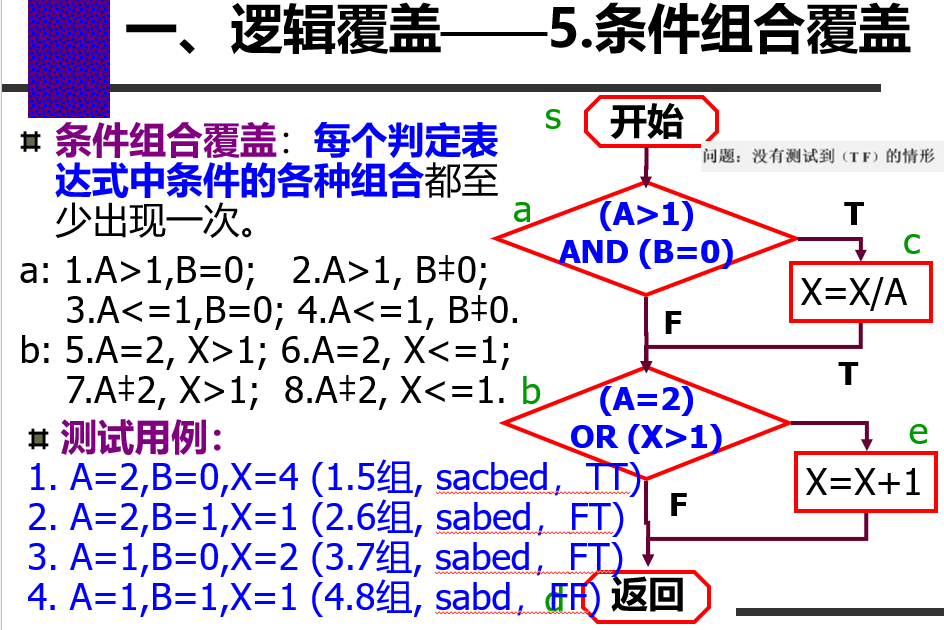 一、逻辑覆盖——5.条件组合覆盖
条件组合覆盖：每个判定表
达式中条件的各种组合都至
少出现一次。
a: 1.A>1,B=0; 2.A>1, B‡0;
3.A<=1,B=0; 4.A<=1, B‡0.
b: 5.A=2, X>1; 6.A=2, X<=1;
7.A‡2, X>1; 8.A‡2, X<=1.
测试用例：
1. A=2,B=0,X=4 (1.5组, sacbed，TT)
2. A=2,B=1,X=1 (2.6组, sabed，FT)
3. A=1,B=0,X=2 (3.7组, sabed，FT)
4. A=1,B=1,X=1 (4.8组, sabd，FF)
s
开始
问题：没有测试到（T F）的情形
a
(A>1)
AND (B=0)
T
c
X=X/A
F
T
b
(A=2)
OR (X>1)
e
X=X+1
F
d
返回